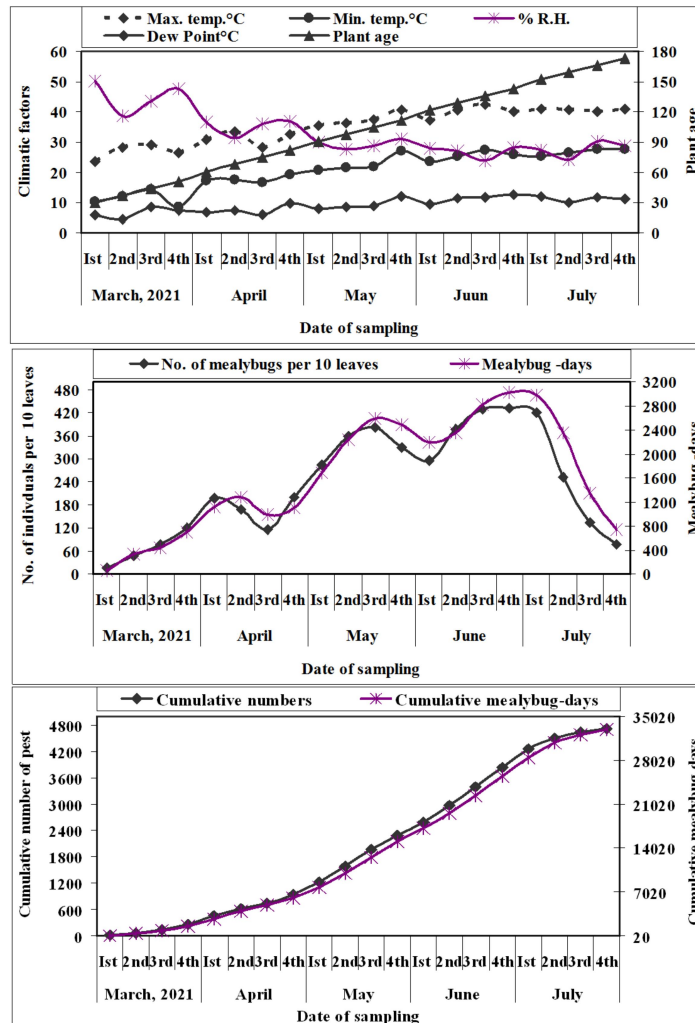 Max. temp.°C Min. temp.°C % R.H.
Dew Point°C Plant age
60 180
50 150
40 120
30 90
20 60
10 30
0 0
Climatic factors
Plant age
Ist 2nd 3rd 4th Ist 2nd 3rd 4th Ist 2nd 3rd 4th Ist 2nd 3rd 4th Ist 2nd 3rd 4th
March, 2021 April May Juun July
Date of sampling
No. of mealybugs per 10 leaves Mealybug -days
480 3200
420 2800
360 2400
300 2000
240 1600
180 1200
120 800
60 400
0 0
No. of indivduals per 10 leaves
Mealybug -days
Ist 2nd 3rd 4th Ist 2nd 3rd 4th Ist 2nd 3rd 4th Ist 2nd 3rd 4th Ist 2nd 3rd 4th
March, 2021 April May June July
Date of sampling
Cumulative numbers Cumulative mealybug-days
4800 35020
4200 28020
3600 21020
3000
2400 14020
1800
1200 7020
600
0 20
Cumulative number of pest
Cumulative mealybug days
Ist 2nd 3rd 4th Ist 2nd 3rd 4th Ist 2nd 3rd 4th Ist 2nd 3rd 4th Ist 2nd 3rd 4th
March, 2021 April May June July
Date of sampling